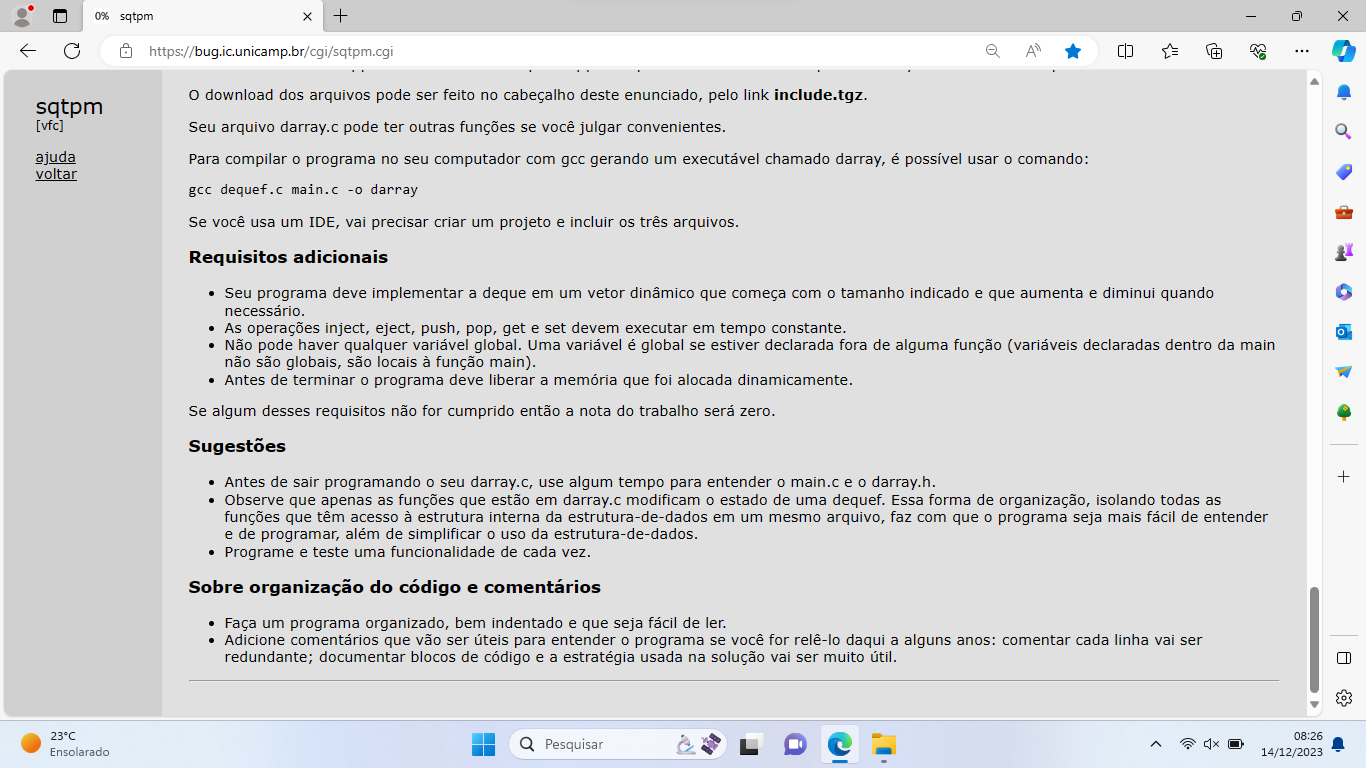 0% sqtpm
https://bug.ic.unicamp.br/cgi/sqtpm.cgi
sqtpm
[vfc]
ajuda
voltar
O download dos arquivos pode ser feito no cabeçalho deste enunciado, pelo link include.tgz.
Seu arquivo darray.c pode ter outras funções se você julgar convenientes.
Para compilar o programa no seu computador com gcc gerando um executável chamado darray, é possível usar o comando:
gcc dequef.c main.c -o darray
Se você usa um IDE, vai precisar criar um projeto e incluir os três arquivos.
Requisitos adicionais
• Seu programa deve implementar a deque em um vetor dinâmico que começa com o tamanho indicado e que aumenta e diminui quando
necessário.
• As operações inject, eject, push, pop, get e set devem executar em tempo constante.
• Não pode haver qualquer variável global. Uma variável é global se estiver declarada fora de alguma função (variáveis declaradas dentro da main
não são globais, são locais à função main).
• Antes de terminar o programa deve liberar a memória que foi alocada dinamicamente.
Se algum desses requisitos não for cumprido então a nota do trabalho será zero.
Sugestões
• Antes de sair programando o seu darray.c, use algum tempo para entender o main.c e o darray.h.
• Observe que apenas as funções que estão em darray.c modificam o estado de uma dequef. Essa forma de organização, isolando todas as
funções que têm acesso à estrutura interna da estrutura-de-dados em um mesmo arquivo, faz com que o programa seja mais fácil de entender
e de programar, além de simplificar o uso da estrutura-de-dados.
• Programe e teste uma funcionalidade de cada vez.
Sobre organização do código e comentários
• Faça um programa organizado, bem indentado e que seja fácil de ler.
• Adicione comentários que vão ser úteis para entender o programa se você for relê-lo daqui a alguns anos: comentar cada linha vai ser
redundante; documentar blocos de código e a estratégia usada na solução vai ser muito útil.
23°C
Ensolarado
Pesquisar
08:26
14/12/2023